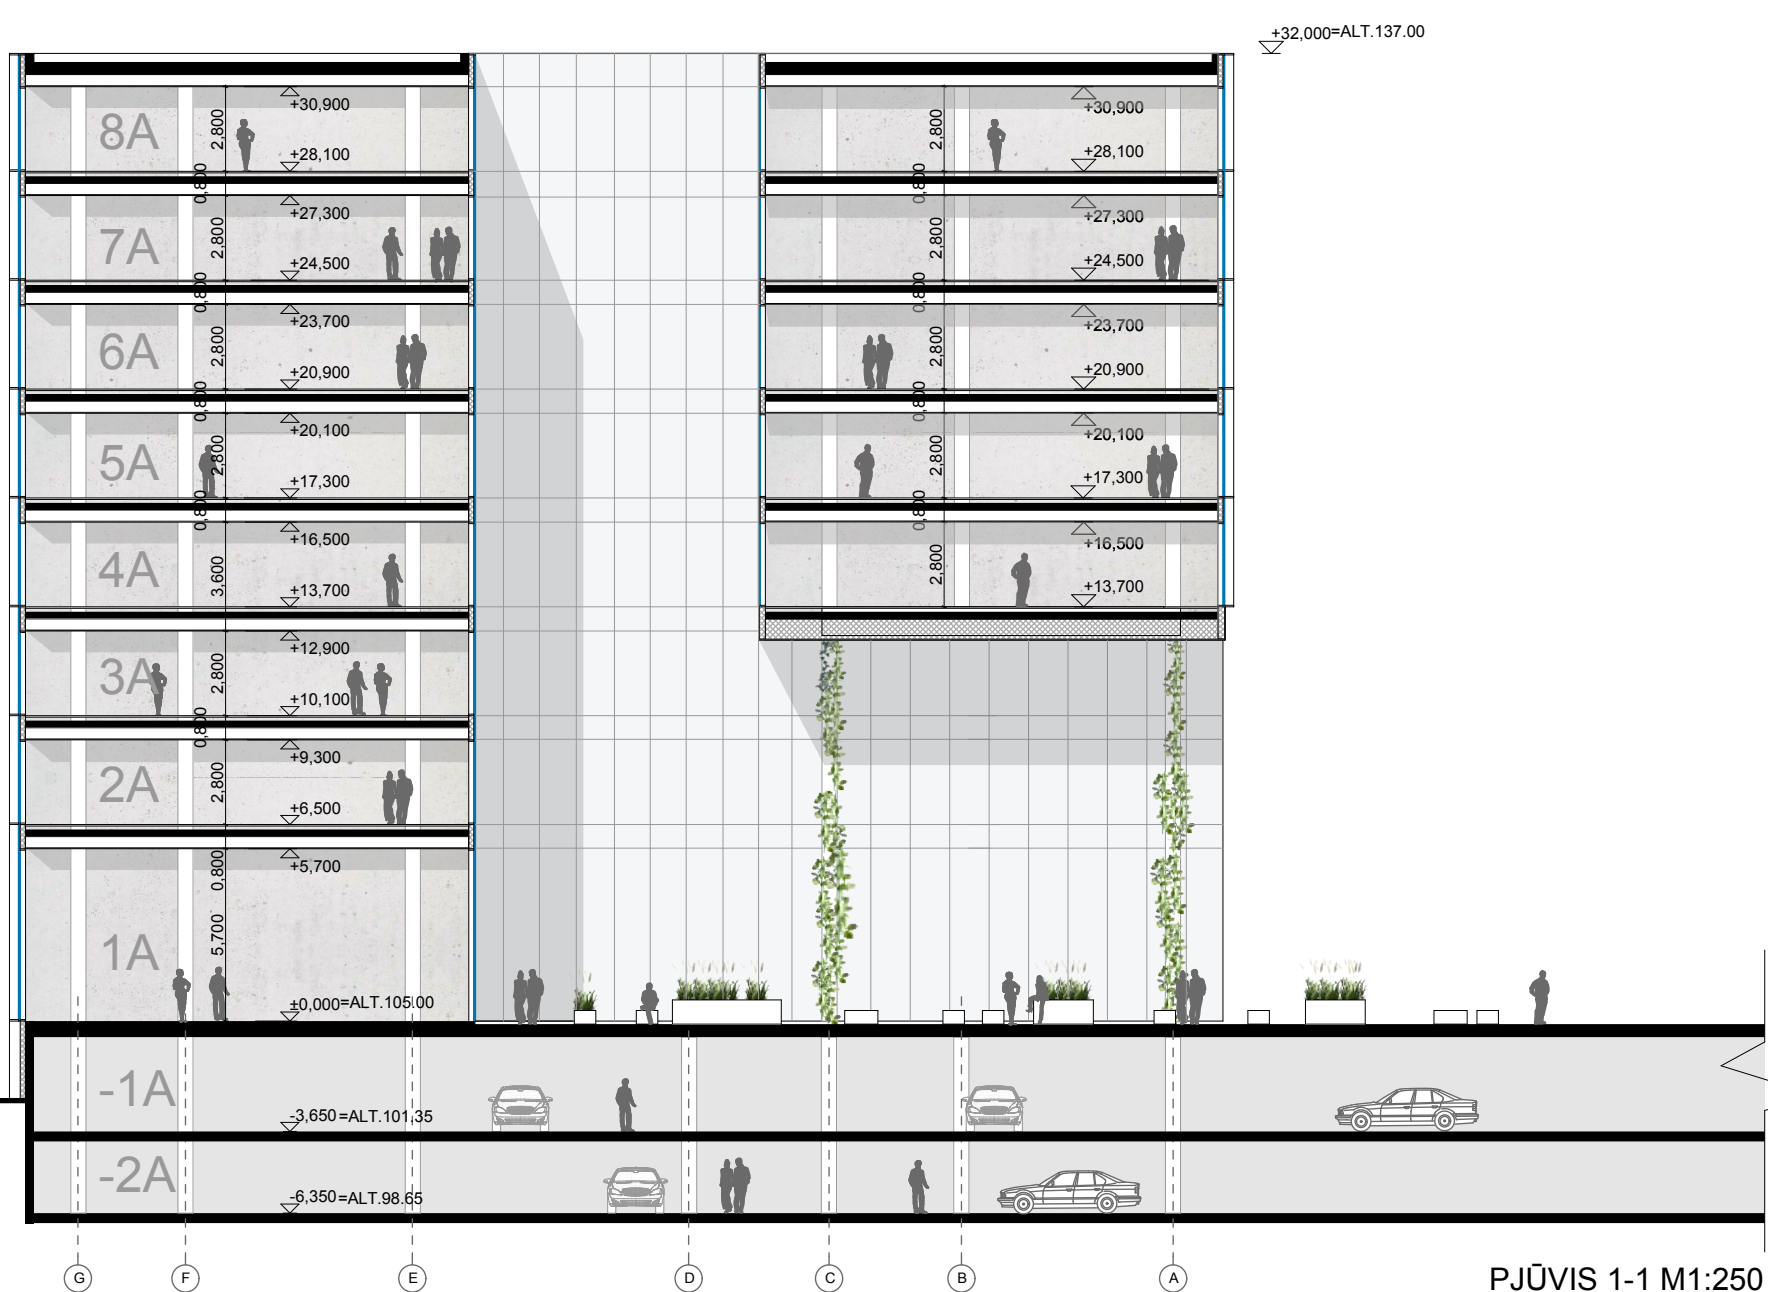 +32,000=ALT.137.00
8A 2,800 +30,900 2,800 +30,900
+28,100 +28,100
0,800 0,800
7A 2,800 +27,300 2,800 +27,300
+24,500 +24,500
0,800 0,800
6A 2,800 +23,700 2,800 +23,700
+20,900 +20,900
0,800 0,800
5A 2,800 +20,100 2,800 +20,100
+17,300 +17,300
0,800 0,800
4A 3,600 +16,500 2,800 +16,500
+13,700 +13,700
3A 2,800 +12,900
+10,100
0,800
2A 2,800 +9,300
+6,500
0,800 +5,700
1A 5,700
±0,000=ALT.105.00
-1A
-3,650=ALT.101,35
-2A
-6,350=ALT.98.65
G F E D C B A
PJŪVIS 1-1 M1:250